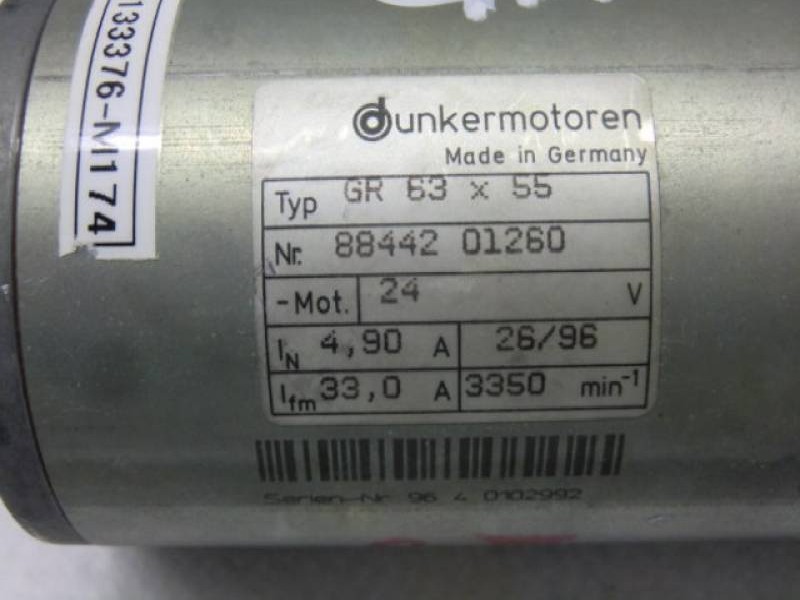 133376-M174
dunkermotoren
Made in Germany
Typ GR 63 x 55
Nr. 88442 01260
-Mot. 24 V
IN 4,90 A 26/96
Ifm 33,0 A 3350 min-1
Serien-Nr 96 4 0102992